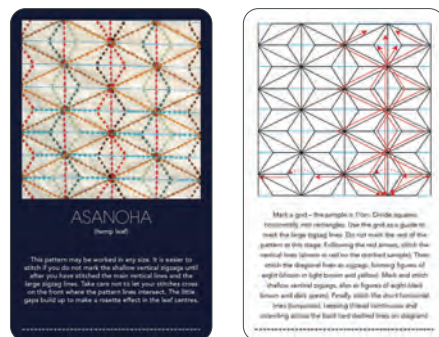 ASANOHA
(hemp leaf)
This pattern may be worked in any size. It is easier to
stitch if you do not mark the shallow vertical zigzags until
after you have stitched the main vertical lines and the
large zigzag lines. Take care not to let your stitches cross
on the front where the pattern lines intersect. The little
gaps build up to make a rosette effect in the leaf centres.
Mark a grid – the sample is Divide squares
horizontally into rectangles. Use the grid as a guide to
mark the large zigzag lines. Do not mark the rest of the
pattern at this stage. Following the red arrows, stitch the
vertical lines (shown in red on the stitched sample). Then
stitch the diagonal lines as zigzags, forming figures of
eight (shown in light brown and yellow). Mark and stitch
shallow vertical zigzags, also as figures of eight (dark
brown and dark green). Finally, stitch the short horizontal
lines (turquoise), keeping thread continuous and
stranding across the back (red dashed lines on diagram)